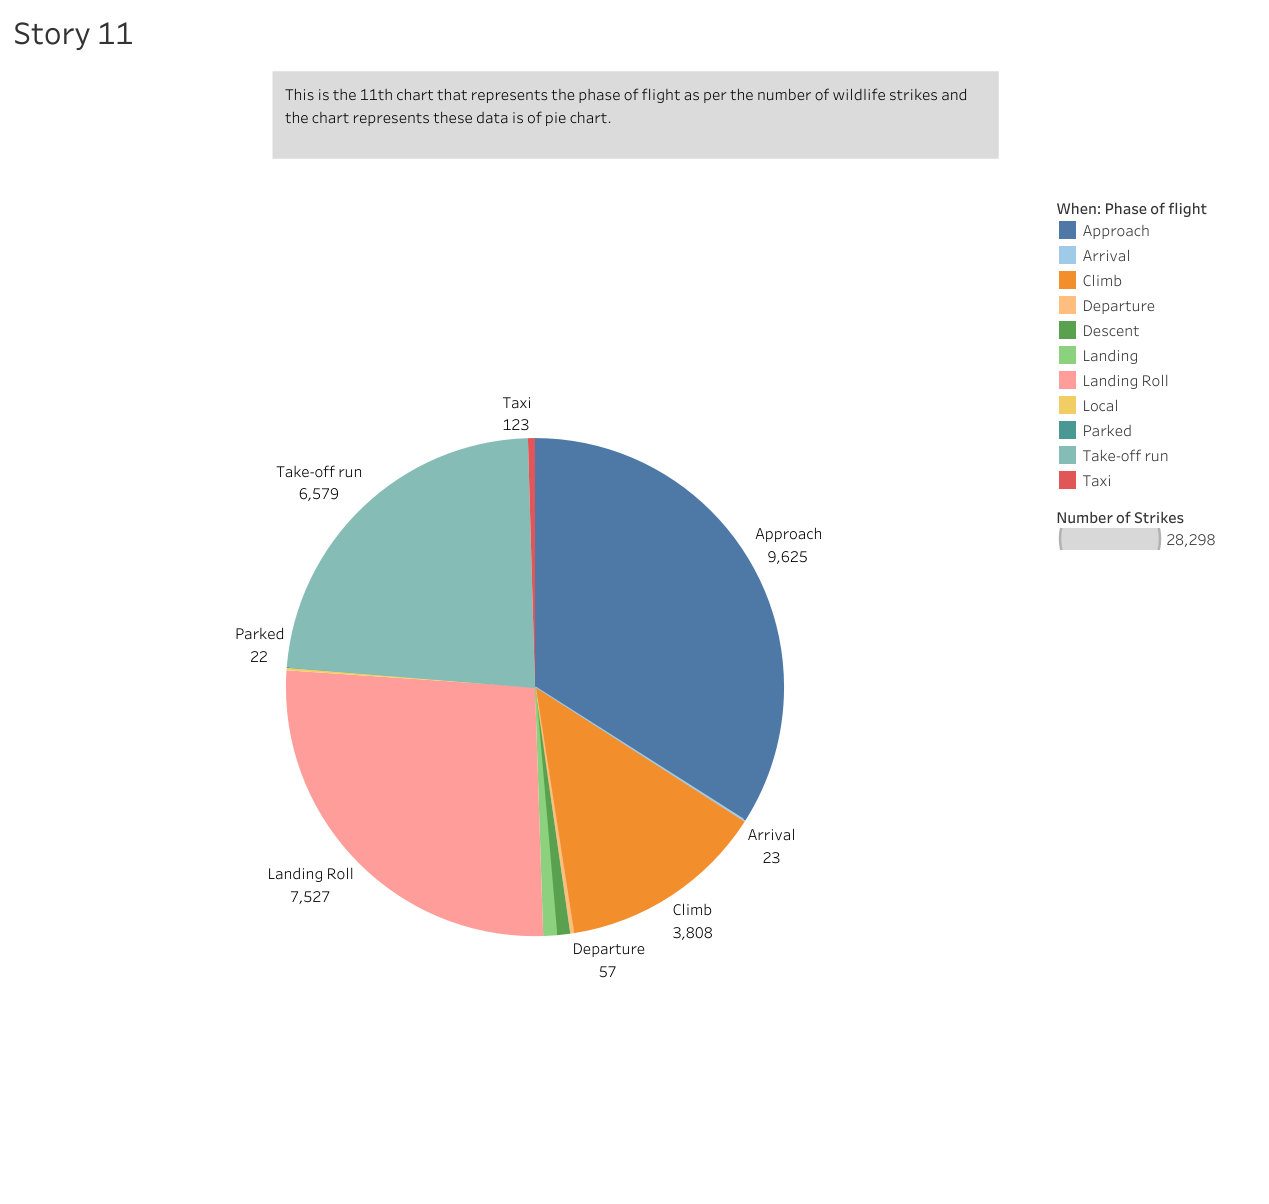 Story 11
This is the 11th chart that represents the phase of flight as per the number of wildlife strikes and
the chart represents these data is of pie chart.
When: Phase of flight
Approach
Arrival
Climb
Departure
Descent
Landing
Landing Roll
Local
Parked
Take-off run
Taxi
Number of Strikes
28,298
Taxi
123
Take-off run
6,579
Approach
9,625
Parked
22
Arrival
23
Landing Roll
7,527
Climb
3,808
Departure
57